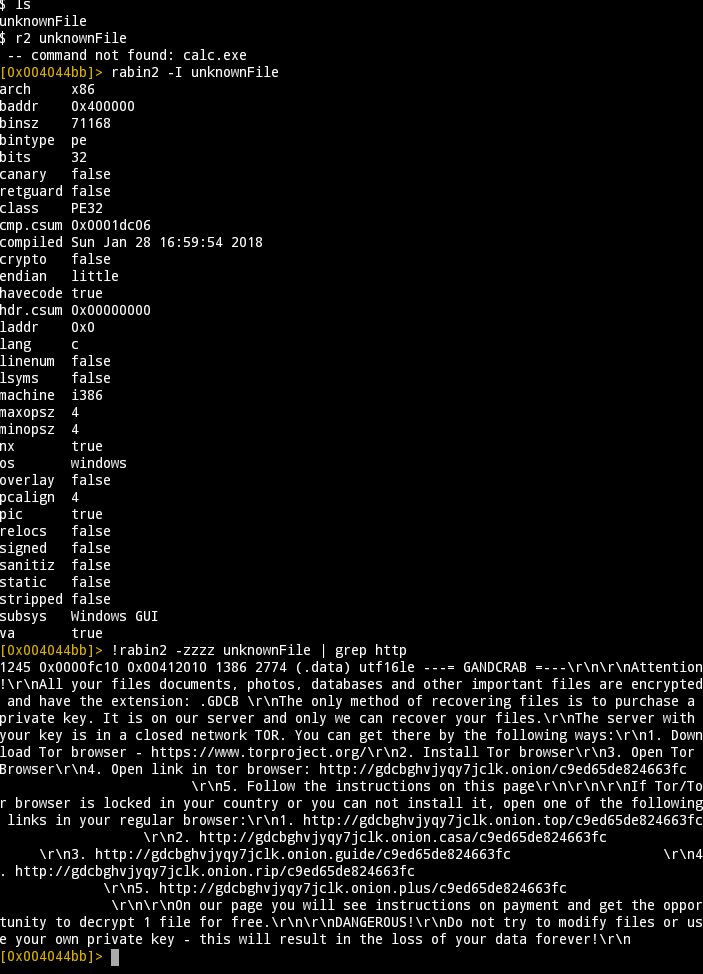 $ ls
unknownFile
$ r2 unknownFile
 -- command not found: calc.exe
[0x004044bb]> rabin2 -I unknownFile
arch     x86
baddr    0x400000
binsz    71168
bintype  pe
bits     32
canary   false
retguard false
class    PE32
cmp.csum 0x0001dc06
compiled Sun Jan 28 16:59:54 2018
crypto   false
endian   little
havecode true
hdr.csum 0x00000000
laddr    0x0
lang     c
linenum  false
lsyms    false
machine  i386
maxopsz  4
minopsz  4
nx       true
os       windows
overlay  false
pcalign  4
pic      true
relocs   false
signed   false
sanitiz  false
static   false
stripped false
subsys   Windows GUI
va       true
[0x004044bb]> !rabin2 -zzzz unknownFile | grep http
1245 0x0000fc10 0x00412010 1386 2774 (.data) utf16le ---= GANDCRAB =---\r\n\r\nAttention
!\r\nAll your files documents, photos, databases and other important files are encrypted
 and have the extension: .GDCB \r\nThe only method of recovering files is to purchase a
private key. It is on our server and only we can recover your files.\r\nThe server with
your key is in a closed network TOR. You can get there by the following ways:\r\n1. Down
load Tor browser - https://www.torproject.org/\r\n2. Install Tor browser\r\n3. Open Tor
Browser\r\n4. Open link in tor browser: http://gdcbghvjyqy7jclk.onion/c9ed65de824663fc
\r\n5. Follow the instructions on this page\r\n\r\n\r\nIf Tor/To
r browser is locked in your country or you can not install it, open one of the following
 links in your regular browser:\r\n1. http://gdcbghvjyqy7jclk.onion.top/c9ed65de824663fc
\r\n2. http://gdcbghvjyqy7jclk.onion.casa/c9ed65de824663fc
\r\n3. http://gdcbghvjyqy7jclk.onion.guide/c9ed65de824663fc                   \r\n4
. http://gdcbghvjyqy7jclk.onion.rip/c9ed65de824663fc
\r\n5. http://gdcbghvjyqy7jclk.onion.plus/c9ed65de824663fc
\r\n\r\nOn our page you will see instructions on payment and get the oppor
tunity to decrypt 1 file for free.\r\n\r\nDANGEROUS!\r\nDo not try to modify files or us
e your own private key - this will result in the loss of your data forever!\r\n
[0x004044bb]>